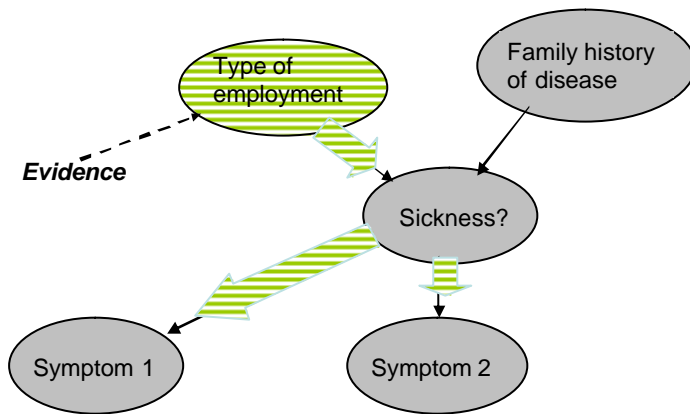 Type of
employment
Family history
of disease
Evidence
Sickness?
Symptom 1
Symptom 2